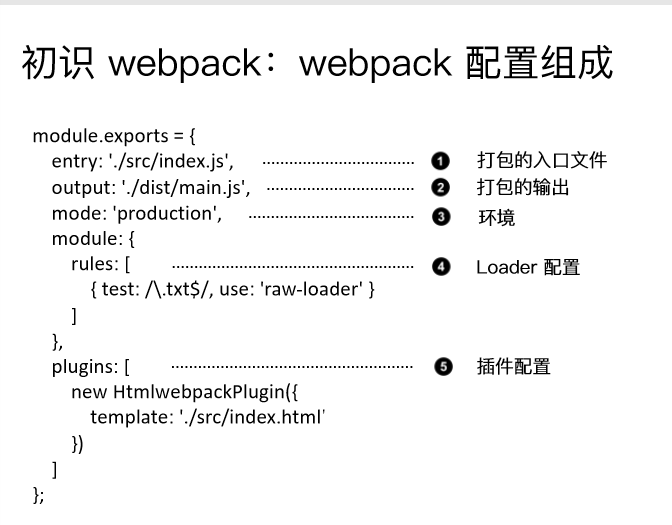 初识 webpack：webpack 配置组成
module.exports = {
entry: './src/index.js', ❶ 打包的入口文件
output: './dist/main.js', ❷ 打包的输出
mode: 'production', ❸ 环境
module: {
rules: [ ❹ Loader 配置
{ test: /\.txt$/, use: 'raw-loader' }
]
},
plugins: [ ❺ 插件配置
new HtmlwebpackPlugin({
template: './src/index.html'
})
]
};